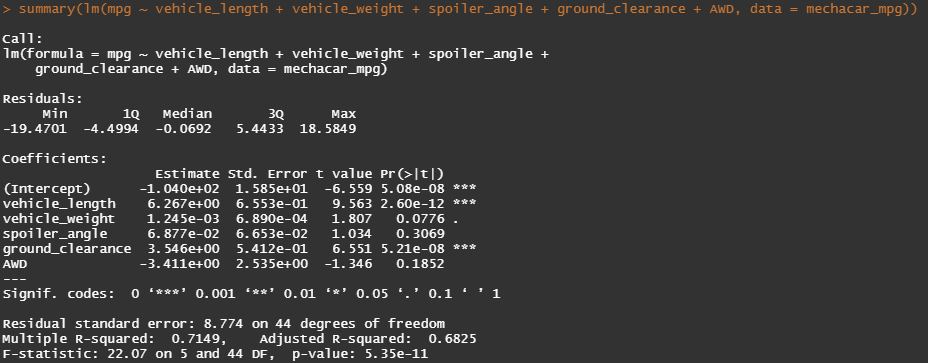 > summary(lm(mpg ~ vehicle_length + vehicle_weight + spoiler_angle + ground_clearance + AWD, data = mechacar_mpg))
Call:
lm(formula = mpg ~ vehicle_length + vehicle_weight + spoiler_angle +
    ground_clearance + AWD, data = mechacar_mpg)
Residuals:
     Min       1Q   Median       3Q      Max
-19.4701  -4.4994  -0.0692   5.4433  18.5849
Coefficients:
                   Estimate Std. Error t value Pr(>|t|)
(Intercept)      -1.040e+02  1.585e+01  -6.559 5.08e-08 ***
vehicle_length    6.267e+00  6.553e-01   9.563 2.60e-12 ***
vehicle_weight    1.245e-03  6.890e-04   1.807   0.0776 .
spoiler_angle     6.877e-02  6.653e-02   1.034   0.3069
ground_clearance  3.546e+00  5.412e-01   6.551 5.21e-08 ***
AWD              -3.411e+00  2.535e+00  -1.346   0.1852
---
Signif. codes:  0 ‘***’ 0.001 ‘**’ 0.01 ‘*’ 0.05 ‘.’ 0.1 ‘ ’ 1
Residual standard error: 8.774 on 44 degrees of freedom
Multiple R-squared:  0.7149,    Adjusted R-squared:  0.6825
F-statistic: 22.07 on 5 and 44 DF,  p-value: 5.35e-11